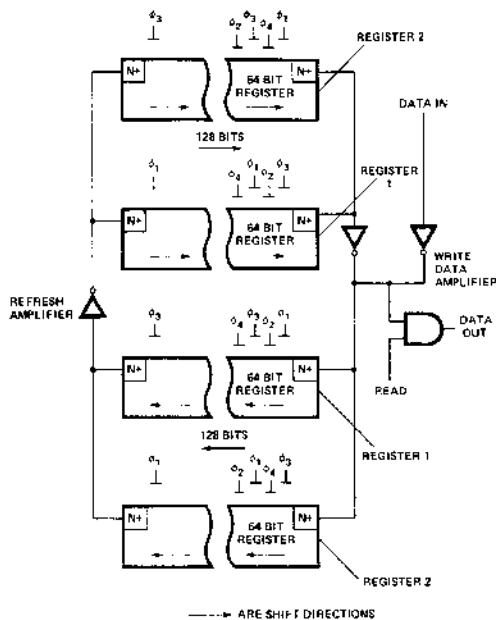 ϕ3 ϕ2 ϕ3 ϕ4 ϕ1
N+ 64 BIT REGISTER N+
REGISTER 2
128 BITS
DATA IN
ϕ1 ϕ4 ϕ1 ϕ2 ϕ3
N+ 64 BIT REGISTER N+
REGISTER 1
WRITE DATA AMPLIFIER
REFRESH AMPLIFIER
DATA OUT
READ
ϕ3 ϕ4 ϕ3 ϕ2 ϕ1
N+ 64 BIT REGISTER N+
REGISTER 1
128 BITS
ϕ1 ϕ2 ϕ1 ϕ4 ϕ3
N+ 64 BIT REGISTER N+
REGISTER 2
ARE SHIFT DIRECTIONS